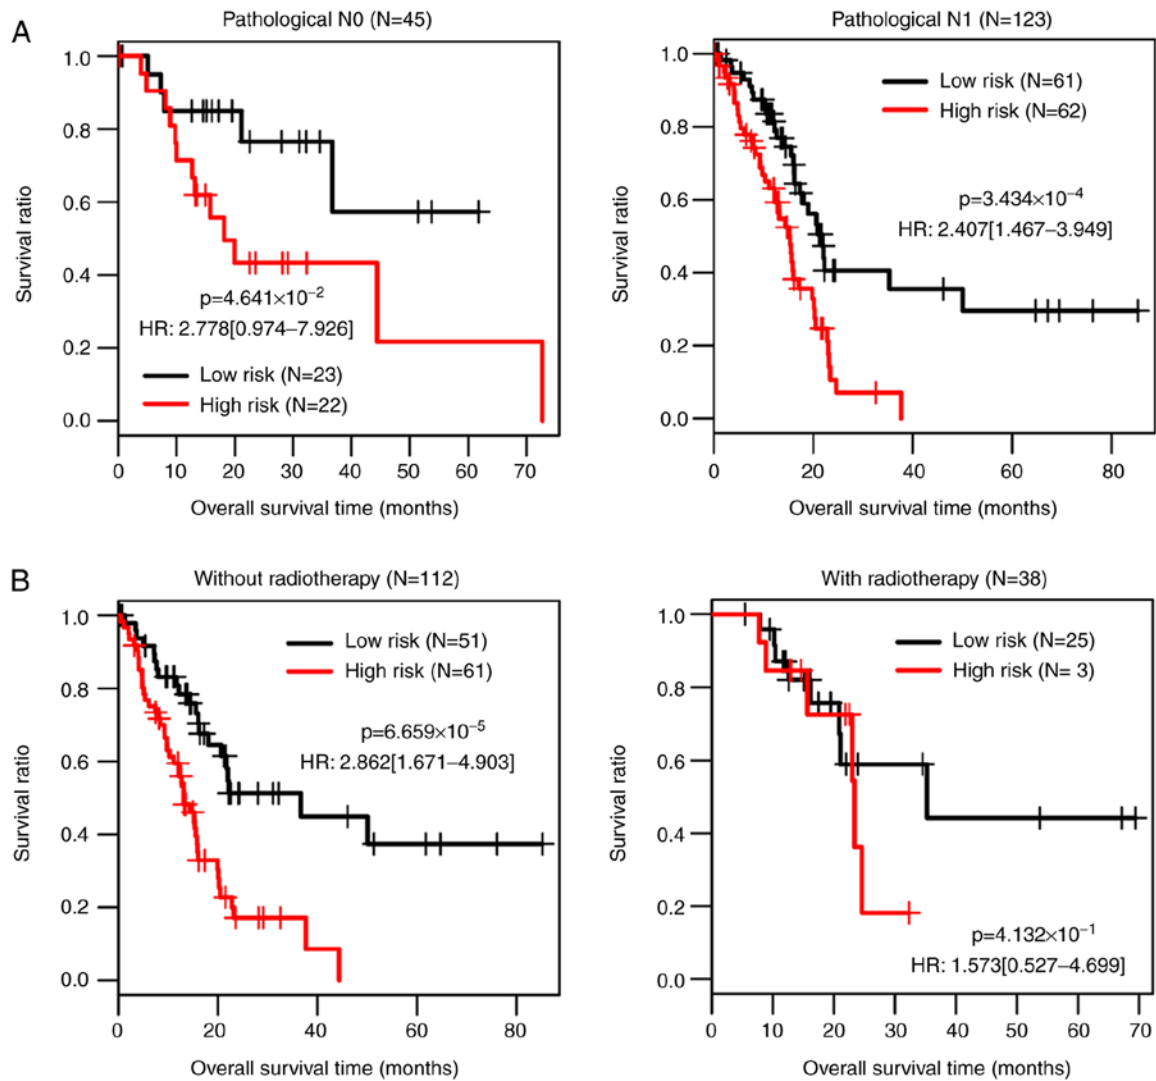 A
Pathological N0 (N=45)
Survival ratio
1.0
0.8
0.6
0.4
0.2
0.0
p=4.641×10−2
HR: 2.778[0.974–7.926]
Low risk (N=23)
High risk (N=22)
0 10 20 30 40 50 60 70
Overall survival time (months)
Pathological N1 (N=123)
Survival ratio
1.0
0.8
0.6
0.4
0.2
0.0
Low risk (N=61)
High risk (N=62)
p=3.434×10−4
HR: 2.407[1.467–3.949]
0 20 40 60 80
Overall survival time (months)
B
Without radiotherapy (N=112)
Survival ratio
1.0
0.8
0.6
0.4
0.2
0.0
Low risk (N=51)
High risk (N=61)
p=6.659×10−5
HR: 2.862[1.671–4.903]
0 20 40 60 80
Overall survival time (months)
With radiotherapy (N=38)
Survival ratio
1.0
0.8
0.6
0.4
0.2
0.0
Low risk (N=25)
High risk (N= 3)
p=4.132×10−1
HR: 1.573[0.527–4.699]
0 10 20 30 40 50 60 70
Overall survival time (months)